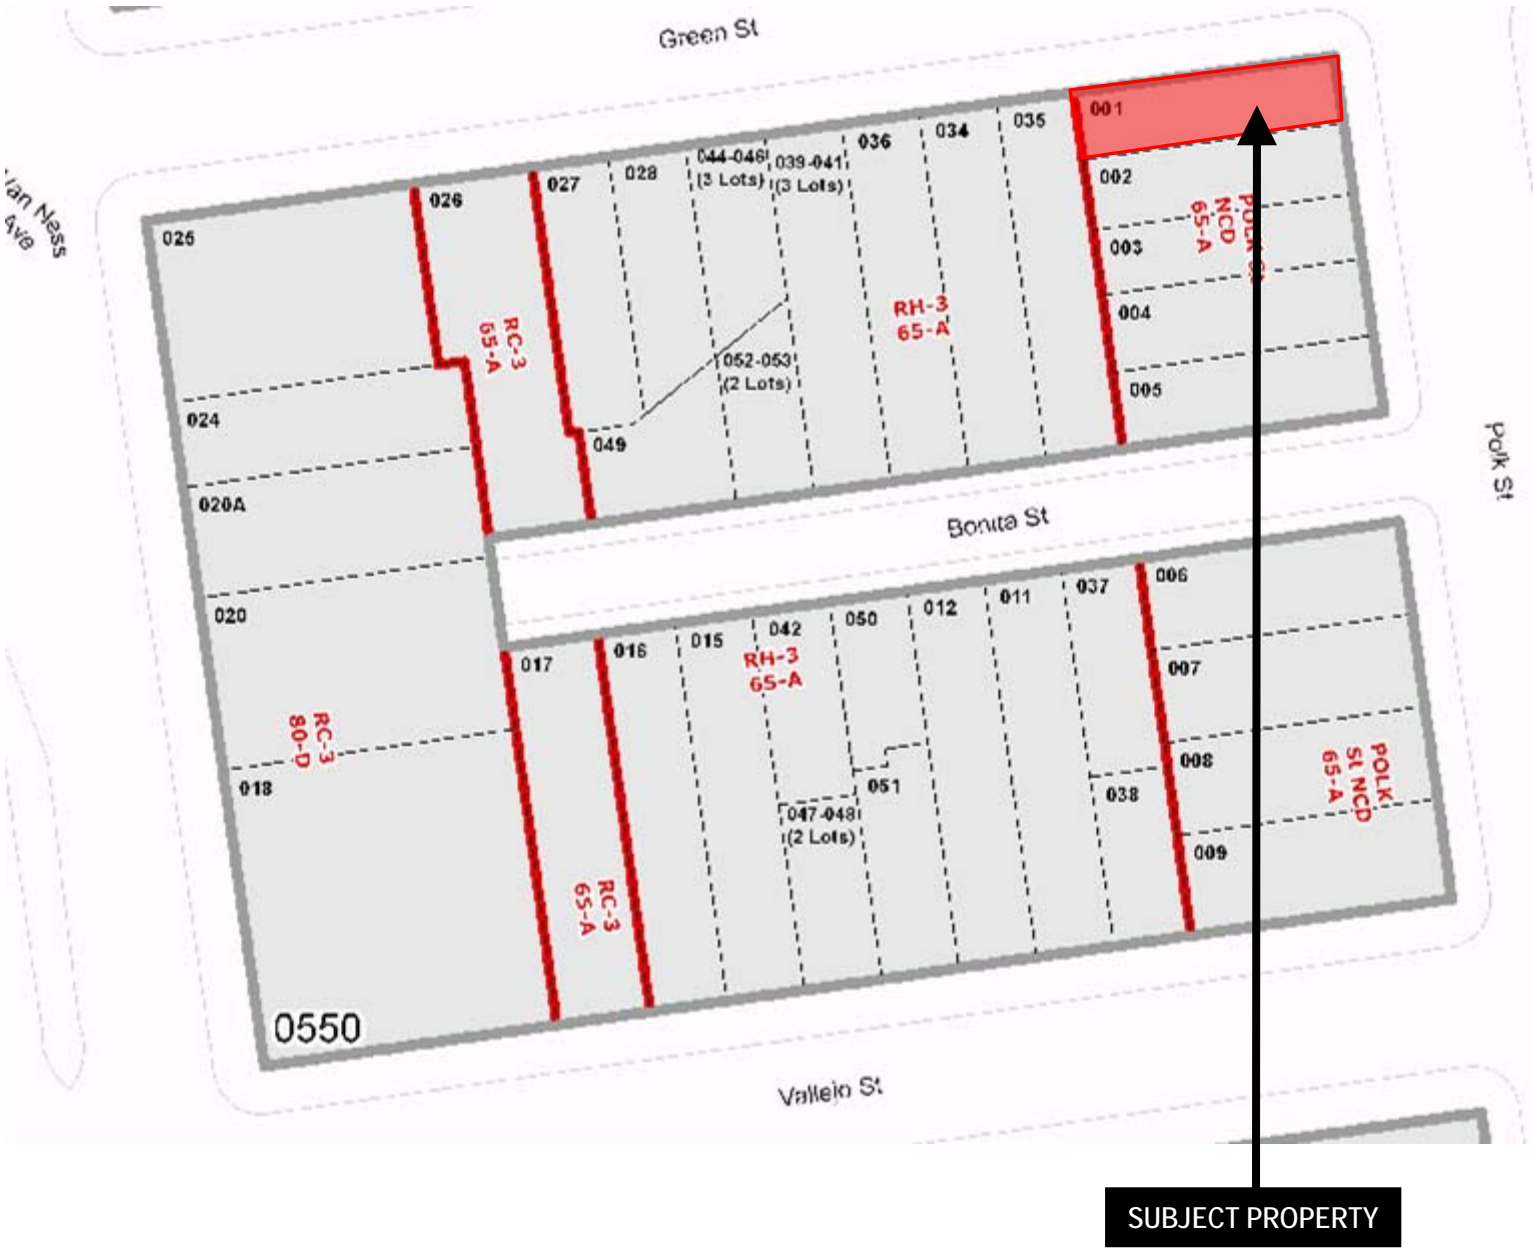 Green St
Van Ness
Ave
001
035
034
036
039-041
(3 Lots)
044-046
(3 Lots)
028
027
026
025
002
POLK St
NCD
65-A
003
004
005
RH-3
65-A
RC-3
65-A
052-053
(2 Lots)
024
049
020A
Polk St
Bonita St
006
037
011
012
050
042
015
016
017
020
RH-3
65-A
007
RC-3
80-D
018
008
POLK
St NCD
65-A
051
038
047-048
(2 Lots)
009
RC-3
65-A
0550
Vallejo St
SUBJECT PROPERTY